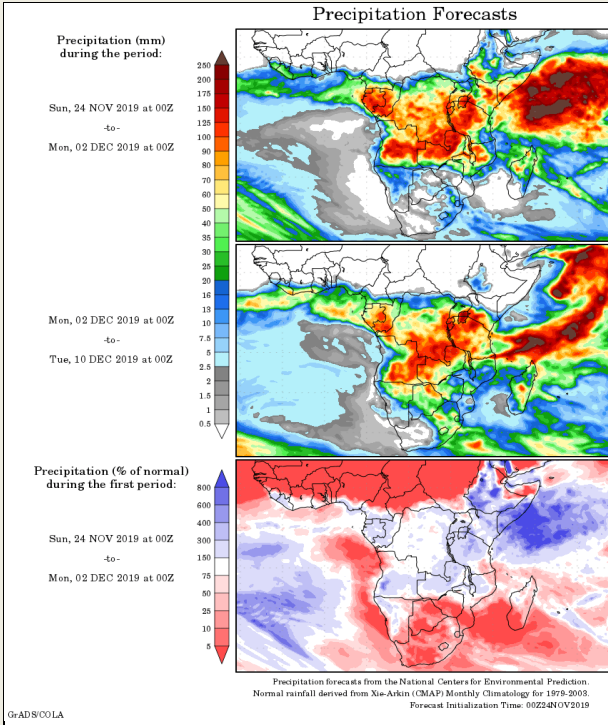 Precipitation Forecasts
Precipitation (mm)
during the period:
Sun, 24 NOV 2019 at 00Z
-to-
Mon, 02 DEC 2019 at 00Z
250
200
175
150
125
100
90
80
70
60
50
40
35
30
25
20
16
13
10
7.5
5
2.5
2
1.5
1
0.5
Mon, 02 DEC 2019 at 00Z
-to-
Tue, 10 DEC 2019 at 00Z
Precipitation (% of normal)
during the first period:
Sun, 24 NOV 2019 at 00Z
-to-
Mon, 02 DEC 2019 at 00Z
800
600
400
300
150
75
50
25
10
5
Precipitation forecasts from the National Centers for Environmental Prediction.
Normal rainfall derived from Xie-Arkin (CMAP) Monthly Climatology for 1979-2003.
Forecast Initialization Time: 00Z24NOV2019
GrADS/COLA